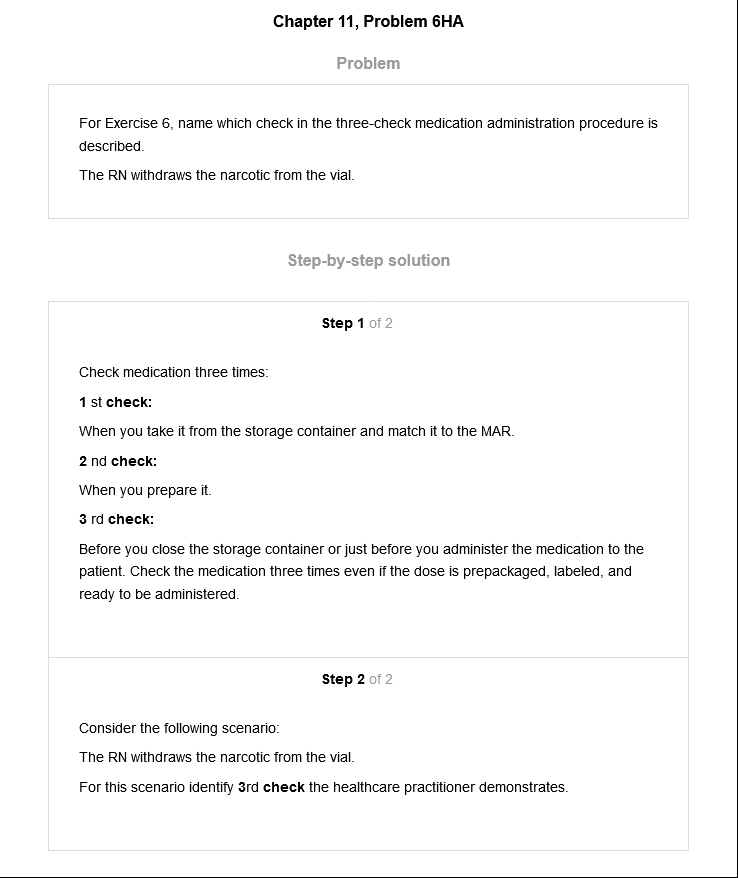 Chapter 11, Problem 6HA
Problem
For Exercise 6, name which check in the three-check medication administration procedure is
described.
The RN withdraws the narcotic from the vial.
Step-by-step solution
Step 1 of 2
Check medication three times:
1 st check:
When you take it from the storage container and match it to the MAR.
2 nd check:
When you prepare it.
3 rd check:
Before you close the storage container or just before you administer the medication to the
patient. Check the medication three times even if the dose is prepackaged, labeled, and
ready to be administered.
Step 2 of 2
Consider the following scenario:
The RN withdraws the narcotic from the vial.
For this scenario identify 3rd check the healthcare practitioner demonstrates.